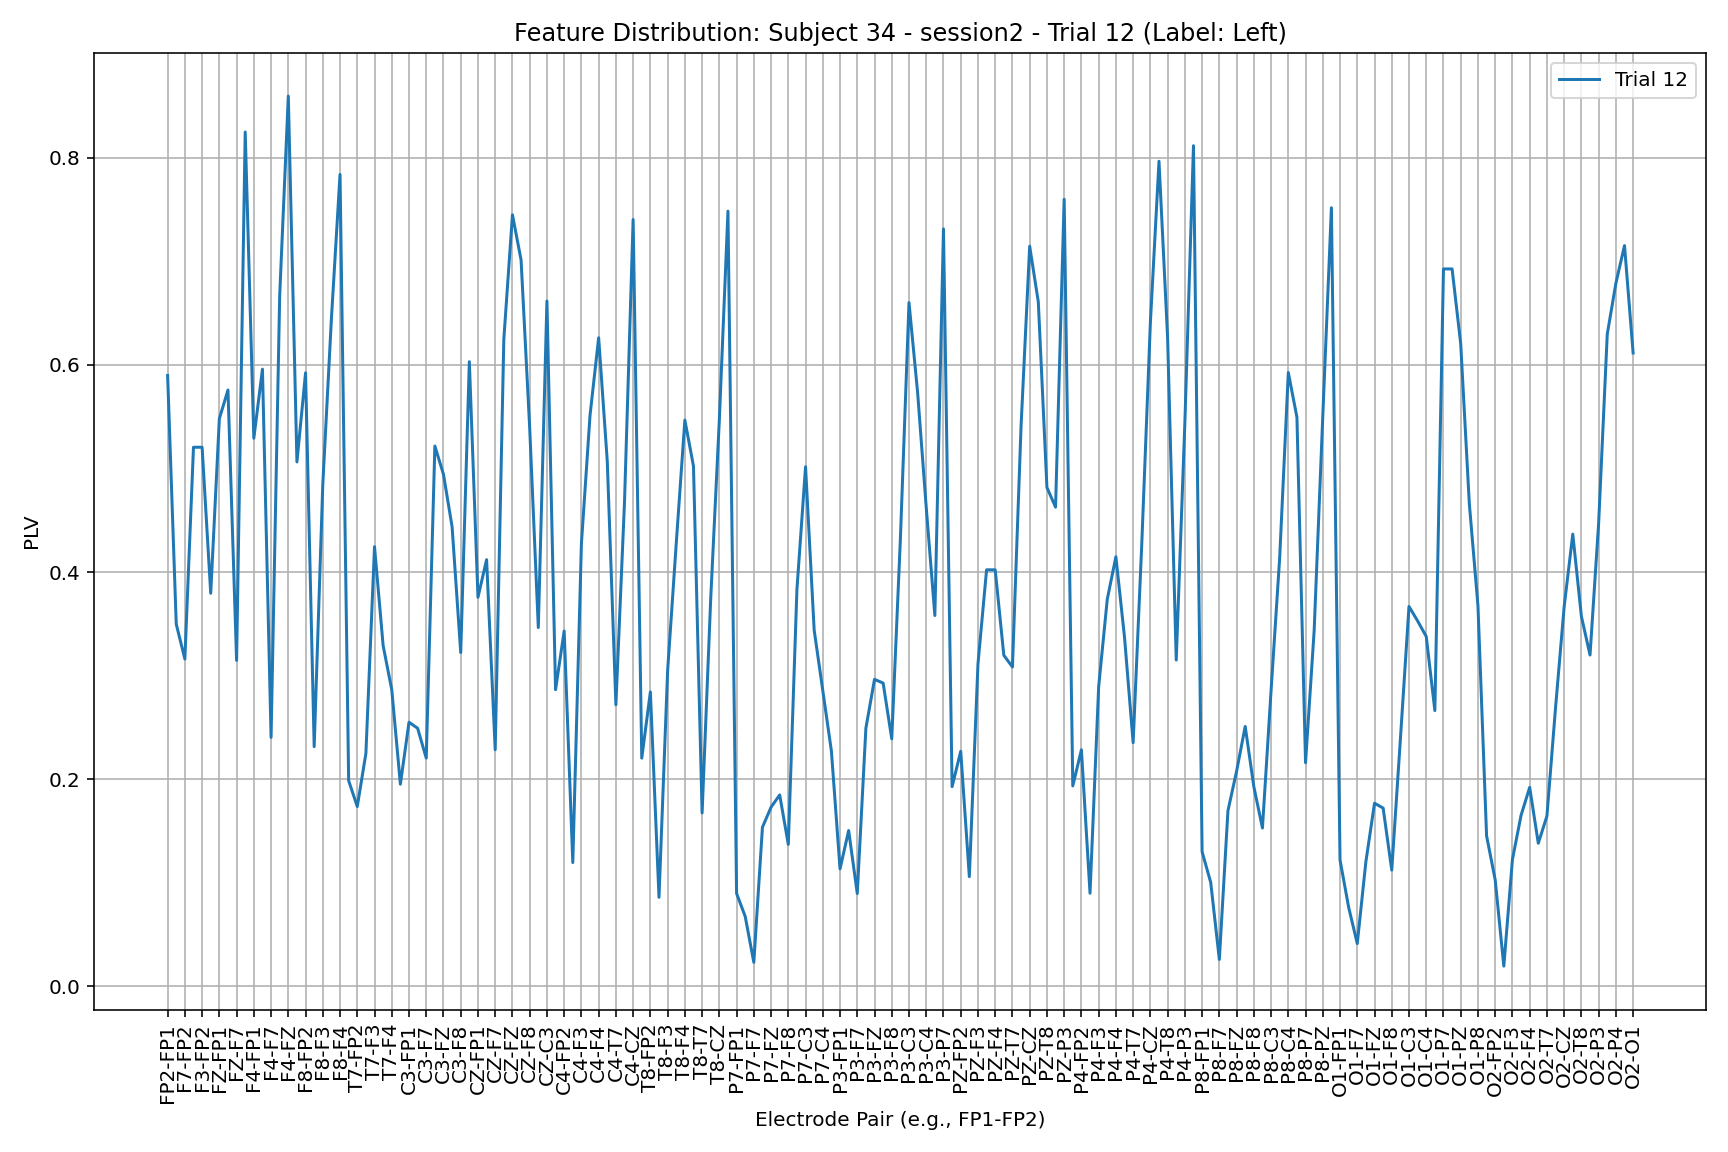 Feature Distribution: Subject 34 - session2 - Trial 12 (Label: Left)
Trial 12
PLV
0.8
0.6
0.4
0.2
0.0
FP2-FP1
F7-FP2
F3-FP2
FZ-FP1
FZ-F7
F4-FP1
F4-F7
F4-FZ
F8-FP2
F8-F3
F8-F4
T7-FP2
T7-F3
T7-F4
C3-FP1
C3-F7
C3-FZ
C3-F8
CZ-FP1
CZ-F7
CZ-FZ
CZ-F8
CZ-C3
C4-FP2
C4-F3
C4-F4
C4-T7
C4-CZ
T8-FP2
T8-F3
T8-F4
T8-T7
T8-CZ
P7-FP1
P7-F7
P7-FZ
P7-F8
P7-C3
P7-C4
P3-FP1
P3-F7
P3-FZ
P3-F8
P3-C3
P3-C4
P3-P7
PZ-FP2
PZ-F3
PZ-F4
PZ-T7
PZ-CZ
PZ-T8
PZ-P3
P4-FP2
P4-F3
P4-F4
P4-T7
P4-CZ
P4-T8
P4-P3
P8-FP1
P8-F7
P8-FZ
P8-F8
P8-C3
P8-C4
P8-P7
P8-PZ
O1-FP1
O1-F7
O1-FZ
O1-F8
O1-C3
O1-C4
O1-P7
O1-PZ
O1-P8
O2-FP2
O2-F3
O2-F4
O2-T7
O2-CZ
O2-T8
O2-P3
O2-P4
O2-O1
Electrode Pair (e.g., FP1-FP2)